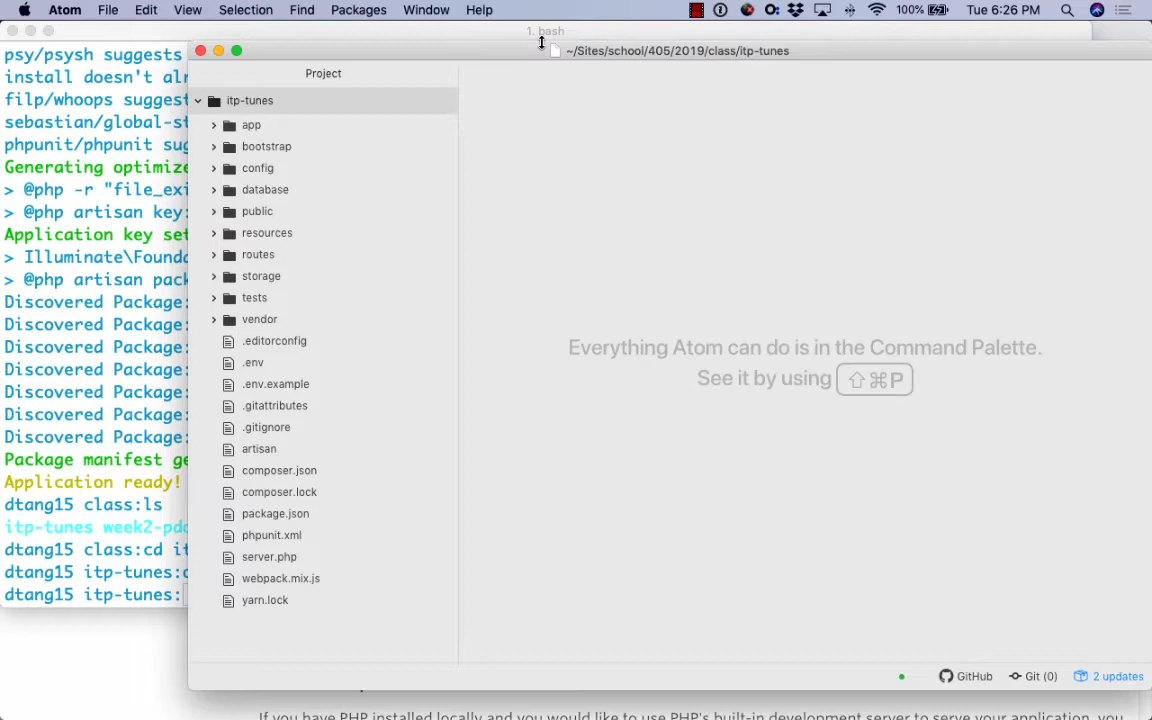 Atom File Edit View Selection Find Packages Window Help 100% Tue 6:26 PM
1. bash
~/Sites/school/405/2019/class/itp-tunes
psy/psysh suggests
install doesn't alr
filp/whoops suggest
sebastian/global-st
phpunit/phpunit sug
Generating optimize
> @php -r "file_exi
> @php artisan key:
Application key set
> Illuminate\Founda
> @php artisan pack
Discovered Package:
Discovered Package:
Discovered Package:
Discovered Package:
Discovered Package:
Discovered Package:
Discovered Package:
Package manifest ge
Application ready!
dtang15 class:ls
itp-tunes week2-pdo
dtang15 class:cd it
dtang15 itp-tunes:
dtang15 itp-tunes:
Project
itp-tunes
app
bootstrap
config
database
public
resources
routes
storage
tests
vendor
.editorconfig
.env
.env.example
.gitattributes
.gitignore
artisan
composer.json
composer.lock
package.json
phpunit.xml
server.php
webpack.mix.js
yarn.lock
Everything Atom can do is in the Command Palette.
See it by using ⇧⌘P
GitHub Git (0) 2 updates
If you have PHP installed locally and you would like to use PHP's built-in development server to serve your application, you